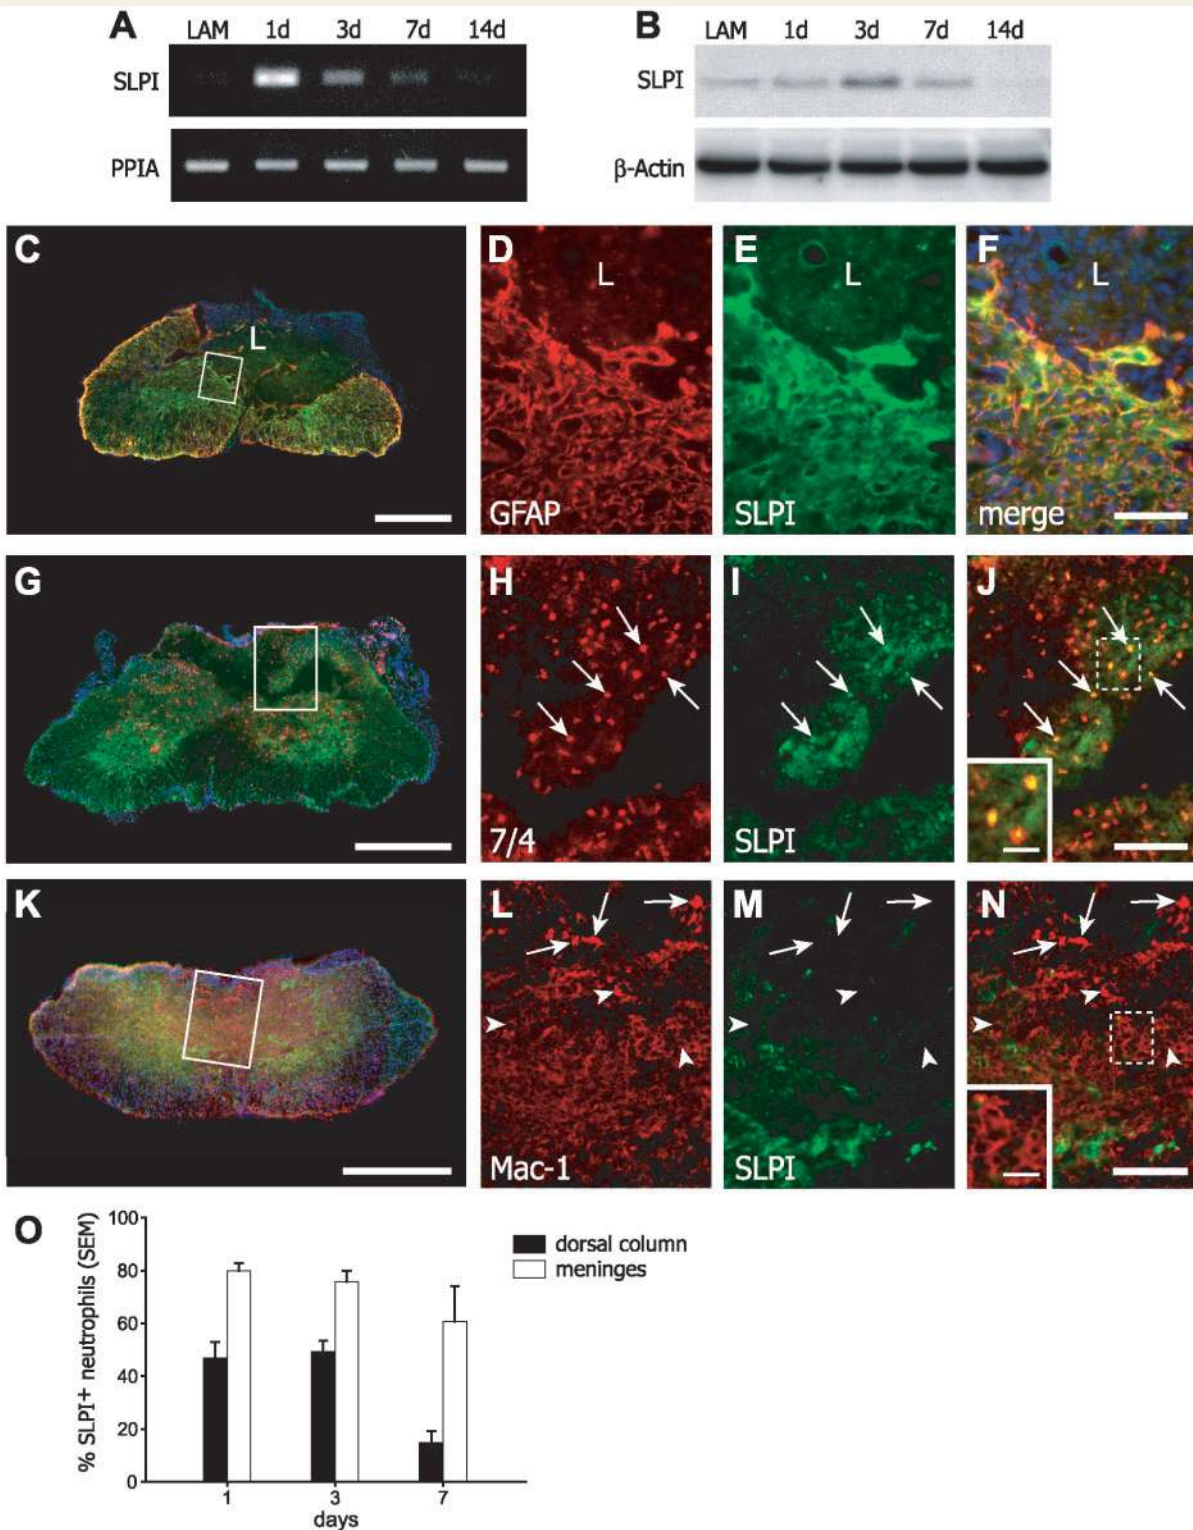 A LAM 1d 3d 7d 14d
SLPI
PPIA
B LAM 1d 3d 7d 14d
SLPI
β-Actin
C
L
D
L
GFAP
E
L
SLPI
F
L
merge
G
H
7/4
I
SLPI
J
K
L
Mac-1
M
SLPI
N
O
% SLPI+ neutrophils (SEM)
100
80
60
40
20
0
1 3 7
days
dorsal column
meninges